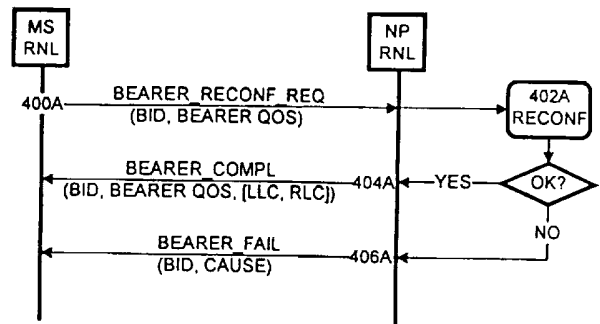 MS
RNL
NP
RNL
400A
BEARER_RECONF_REQ
(BID, BEARER QOS)
402A
RECONF
BEARER_COMPL
(BID, BEARER QOS, [LLC, RLC])
404A
YES
OK?
BEARER_FAIL
(BID, CAUSE)
406A
NO